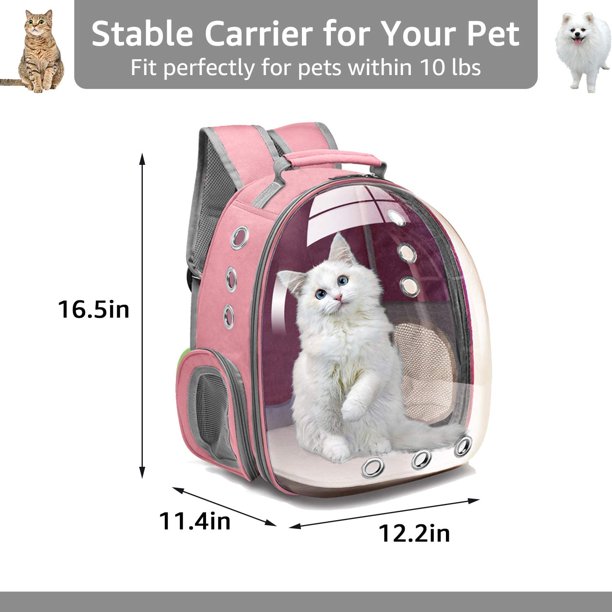 Stable Carrier for Your Pet
Fit perfectly for pets within 10 lbs
16.5in
11.4in
12.2in